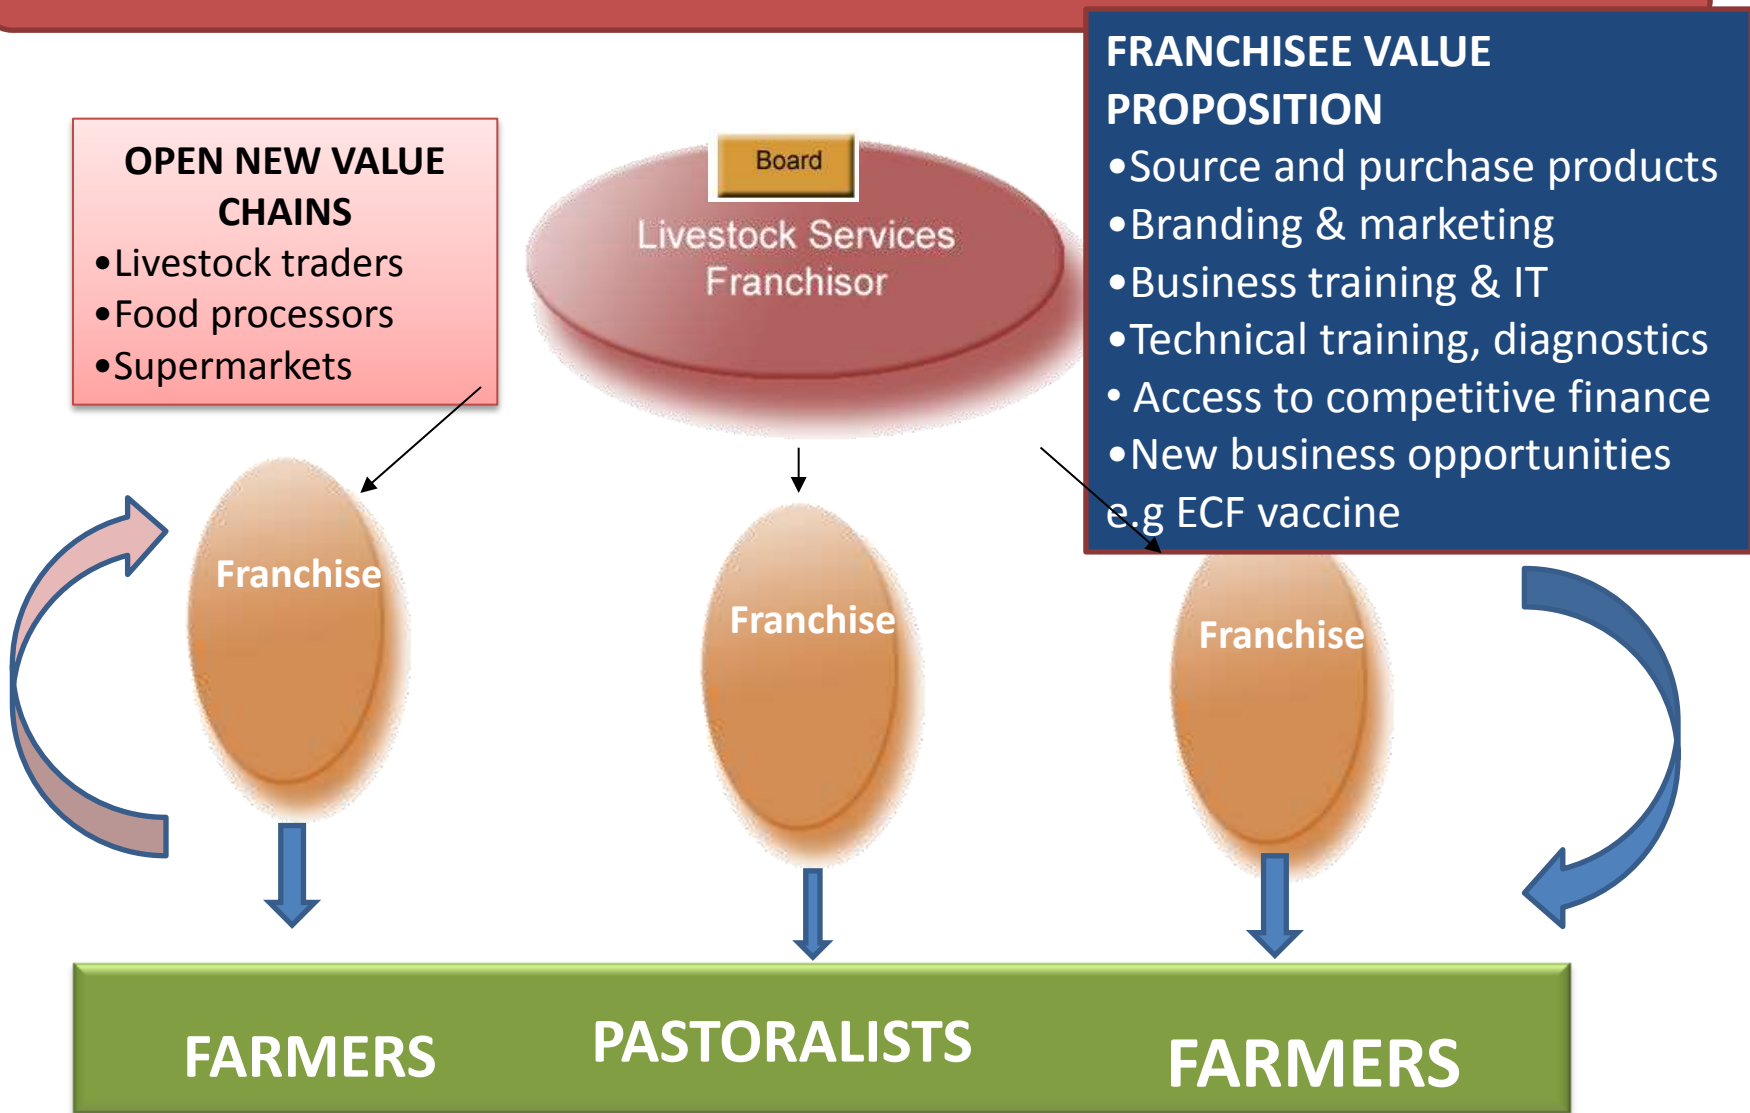 OPEN NEW VALUE
CHAINS
•Livestock traders
•Food processors
•Supermarkets
Board
Livestock Services
Franchisor
FRANCHISEE VALUE
PROPOSITION
•Source and purchase products
•Branding & marketing
•Business training & IT
•Technical training, diagnostics
• Access to competitive finance
•New business opportunities
e.g ECF vaccine
Franchise
Franchise
Franchise
FARMERS
PASTORALISTS
FARMERS